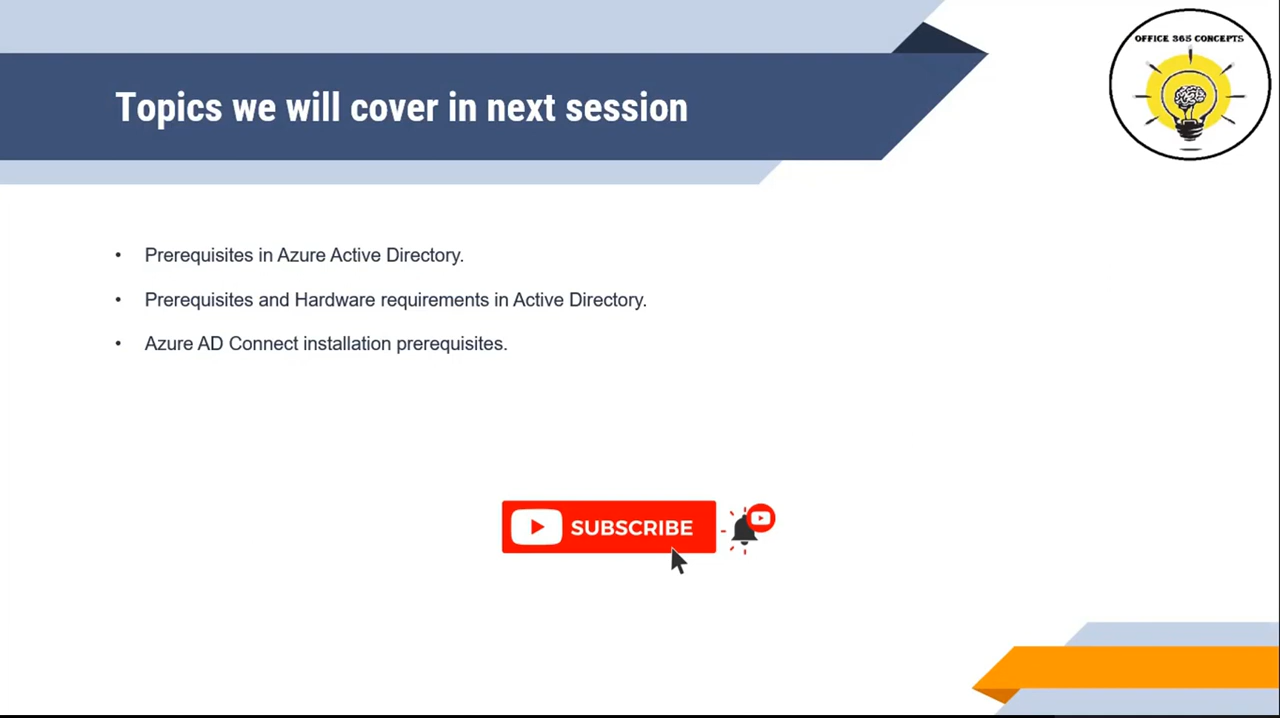 OFFICE 365 CONCEPTS
Topics we will cover in next session
• Prerequisites in Azure Active Directory.
• Prerequisites and Hardware requirements in Active Directory.
• Azure AD Connect installation prerequisites.
SUBSCRIBE